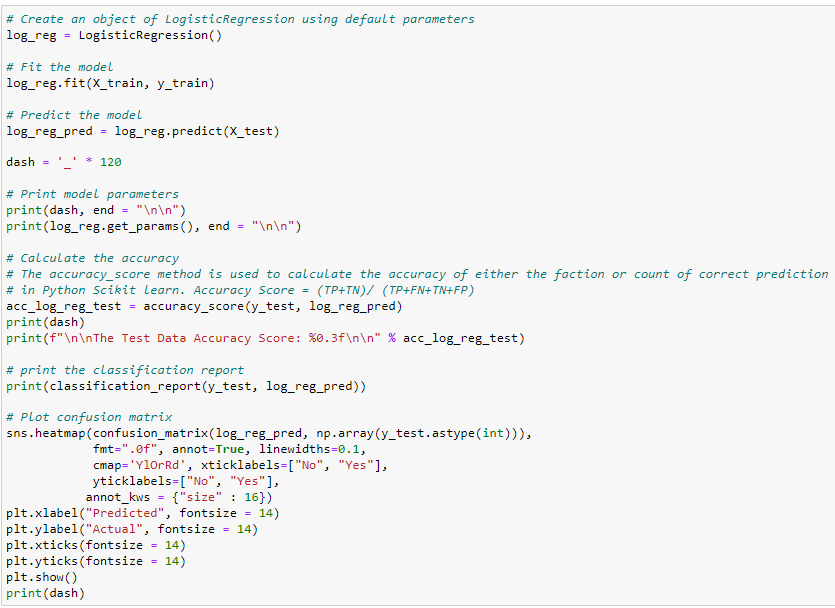 # Create an object of LogisticRegression using default parameters
log_reg = LogisticRegression()
# Fit the model
log_reg.fit(X_train, y_train)
# Predict the model
log_reg_pred = log_reg.predict(X_test)
dash = '_' * 120
# Print model parameters
print(dash, end = "\n\n")
print(log_reg.get_params(), end = "\n\n")
# Calculate the accuracy
# The accuracy_score method is used to calculate the accuracy of either the faction or count of correct prediction
# in Python Scikit learn. Accuracy Score = (TP+TN)/ (TP+FN+TN+FP)
acc_log_reg_test = accuracy_score(y_test, log_reg_pred)
print(dash)
print(f"\n\nThe Test Data Accuracy Score: %0.3f\n\n" % acc_log_reg_test)
# print the classification report
print(classification_report(y_test, log_reg_pred))
# Plot confusion matrix
sns.heatmap(confusion_matrix(log_reg_pred, np.array(y_test.astype(int))),
            fmt=".0f", annot=True, linewidths=0.1,
            cmap='YlOrRd', xticklabels=["No", "Yes"],
            yticklabels=["No", "Yes"],
           annot_kws = {"size" : 16})
plt.xlabel("Predicted", fontsize = 14)
plt.ylabel("Actual", fontsize = 14)
plt.xticks(fontsize = 14)
plt.yticks(fontsize = 14)
plt.show()
print(dash)